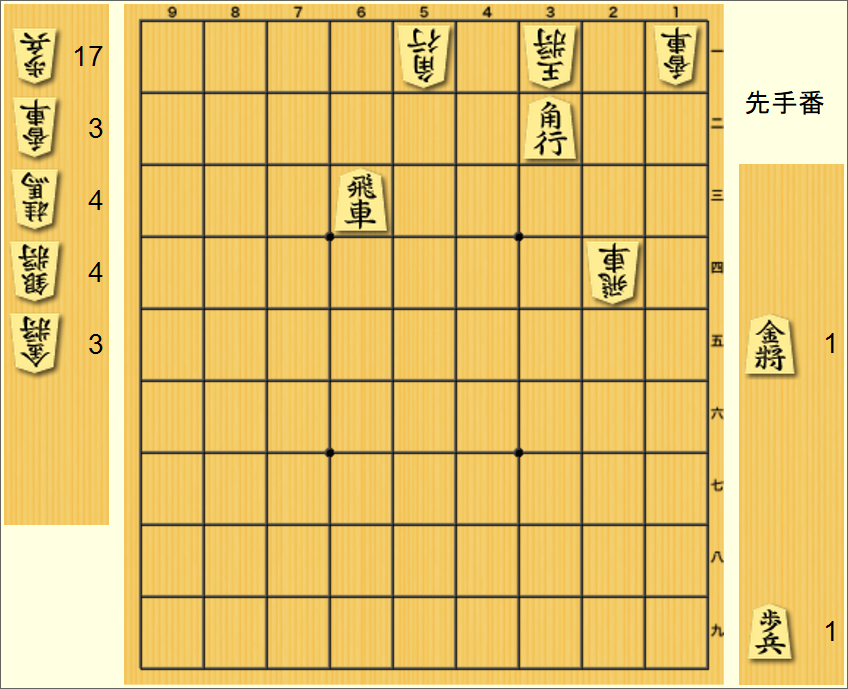 9 8 7 6 5 4 3 2 1
歩兵 17
香車 3
桂馬 4
銀将 4
金将 3
角行 王将 香車 一
角行 二
飛車 三
飛車 四
五
六
七
八
九
先手番
金将 1
歩兵 1